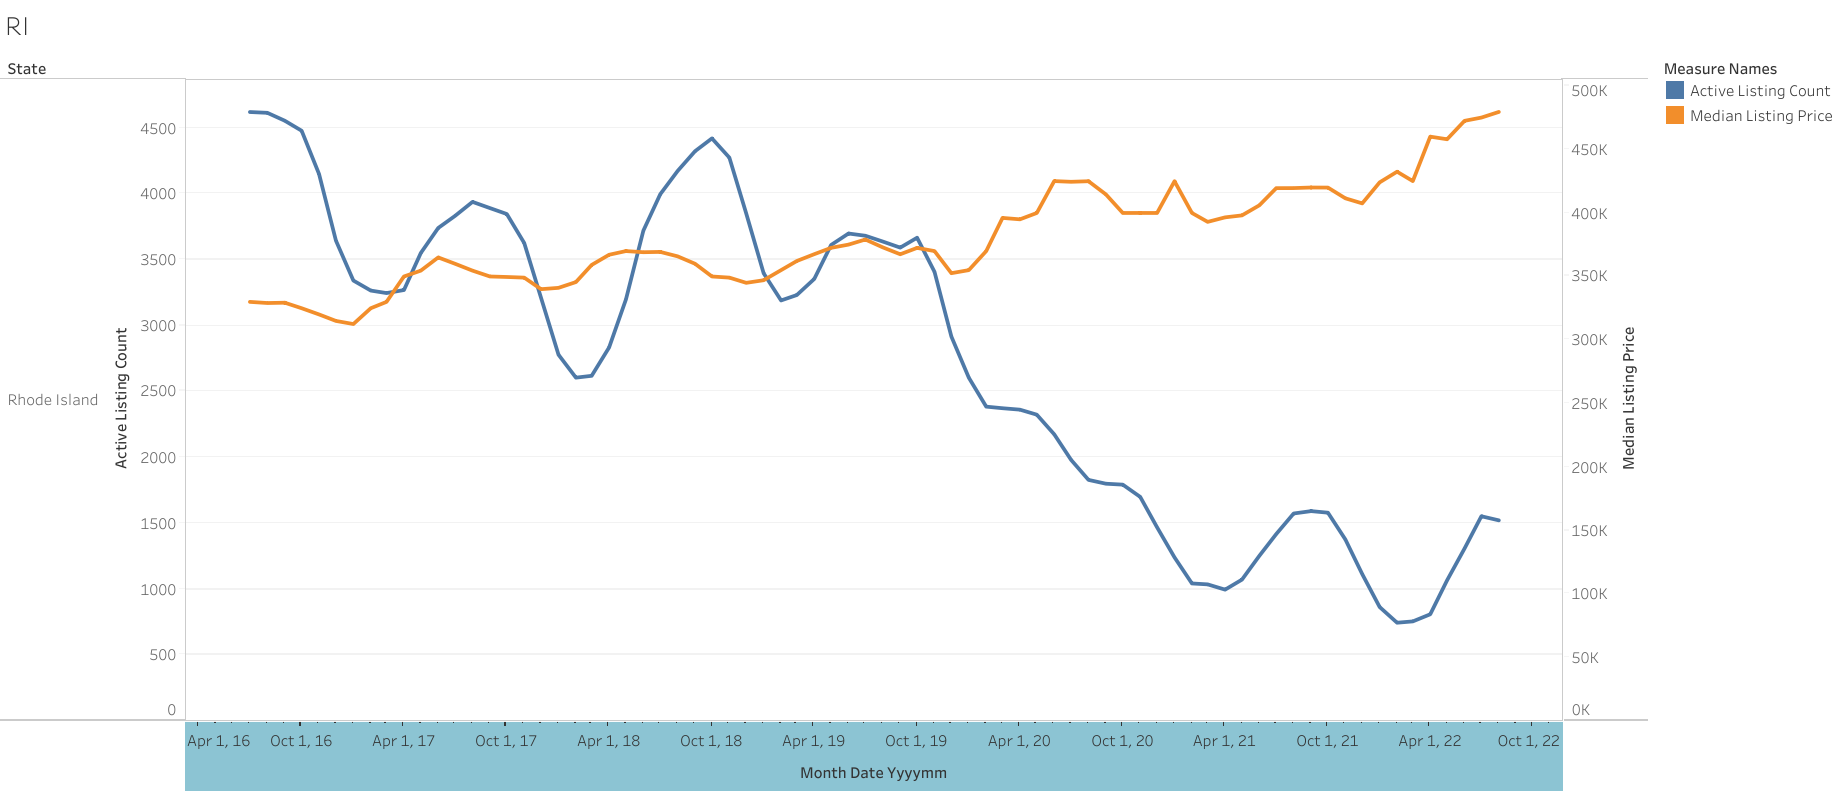 RI
State
Measure Names
Active Listing Count
Median Listing Price
Rhode Island
Active Listing Count
4500
4000
3500
3000
2500
2000
1500
1000
500
0
500K
450K
400K
350K
300K
250K
200K
150K
100K
50K
0K
Median Listing Price
Apr 1, 16 Oct 1, 16 Apr 1, 17 Oct 1, 17 Apr 1, 18 Oct 1, 18 Apr 1, 19 Oct 1, 19 Apr 1, 20 Oct 1, 20 Apr 1, 21 Oct 1, 21 Apr 1, 22 Oct 1, 22
Month Date Yyyymm